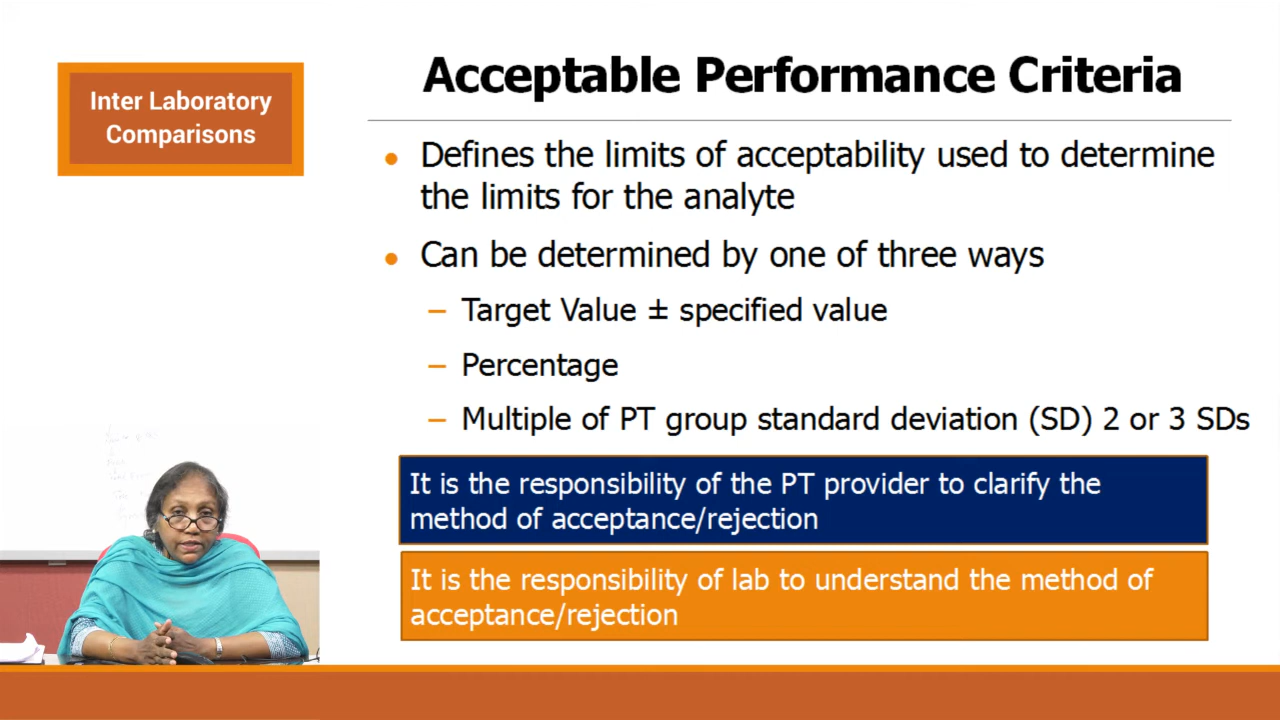 Inter Laboratory
Comparisons
Acceptable Performance Criteria
Defines the limits of acceptability used to determine
the limits for the analyte
Can be determined by one of three ways
– Target Value ± specified value
– Percentage
– Multiple of PT group standard deviation (SD) 2 or 3 SDs
It is the responsibility of the PT provider to clarify the
method of acceptance/rejection
It is the responsibility of lab to understand the method of
acceptance/rejection